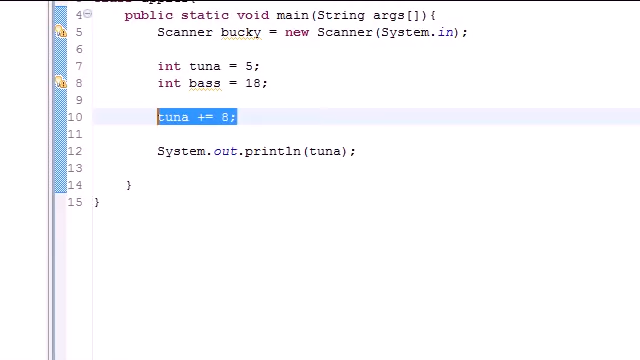 4 public static void main(String args[]){
5 Scanner bucky = new Scanner(System.in);
6
7 int tuna = 5;
8 int bass = 18;
9
10 tuna += 8;
11
12 System.out.println(tuna);
13
14 }
15 }